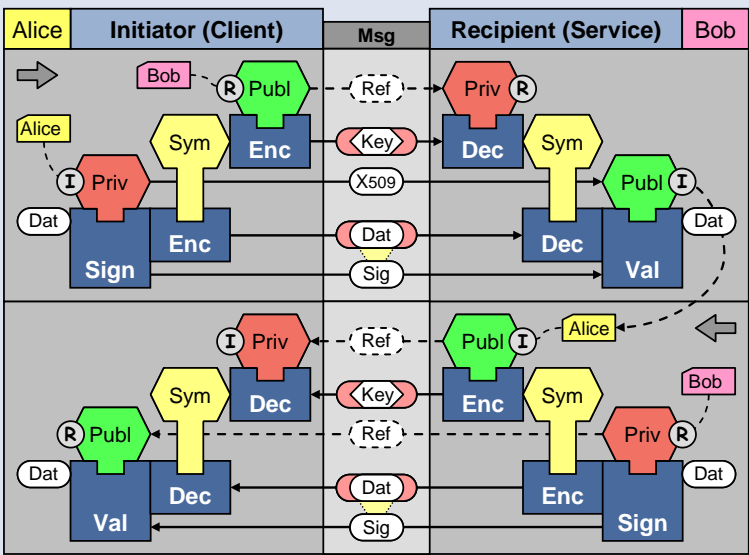 Alice
Initiator (Client)
Msg
Recipient (Service)
Bob
Bob
R
Publ
Ref
Priv
R
Alice
Sym
Enc
Key
Dec
Sym
I
Priv
X509
Publ
I
Dat
Enc
Dat
Dec
Dat
Sign
Sig
Val
I
Priv
Ref
Publ
I
Alice
Sym
Dec
Key
Enc
Sym
Bob
R
Publ
Ref
Priv
R
Dat
Dec
Dat
Enc
Dat
Val
Sig
Sign